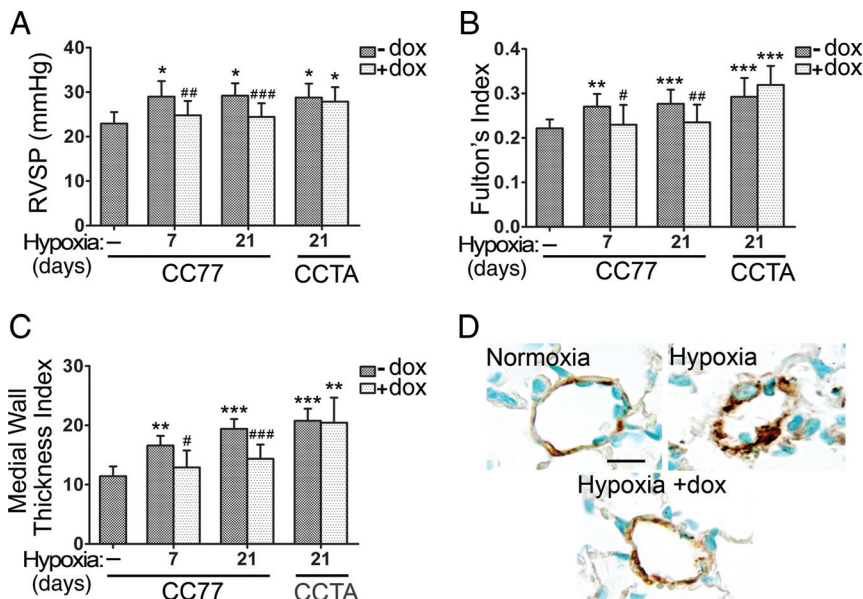 A
RVSP (mmHg)
40
30
20
10
0
* ## * ### * *
- dox
+dox
Hypoxia: – 7 21 21
(days) CC77 CCTA
B
Fulton's Index
0.4
0.3
0.2
0.1
0.0
** # *** ## *** ***
- dox
+dox
Hypoxia: – 7 21 21
(days) CC77 CCTA
C
Medial Wall
Thickness Index
30
20
10
0
** # *** ### *** **
- dox
+dox
Hypoxia: – 7 21 21
(days) CC77 CCTA
D
Normoxia Hypoxia
Hypoxia +dox